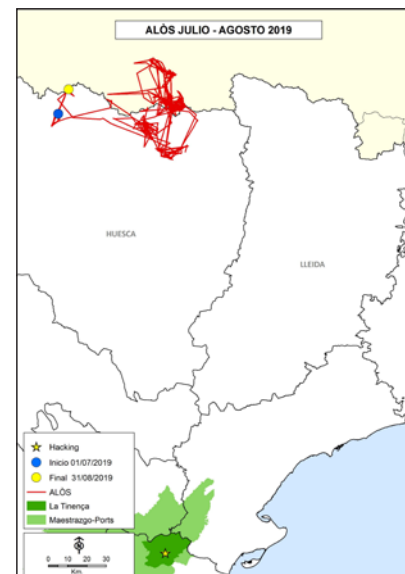 ALÒS JULIO - AGOSTO 2019
HUESCA
LLEIDA
Hacking
Inicio 01/07/2019
Final 31/08/2019
ALÒS
La Tinença
Maestrazgo-Ports
0 10 20 30
Km.